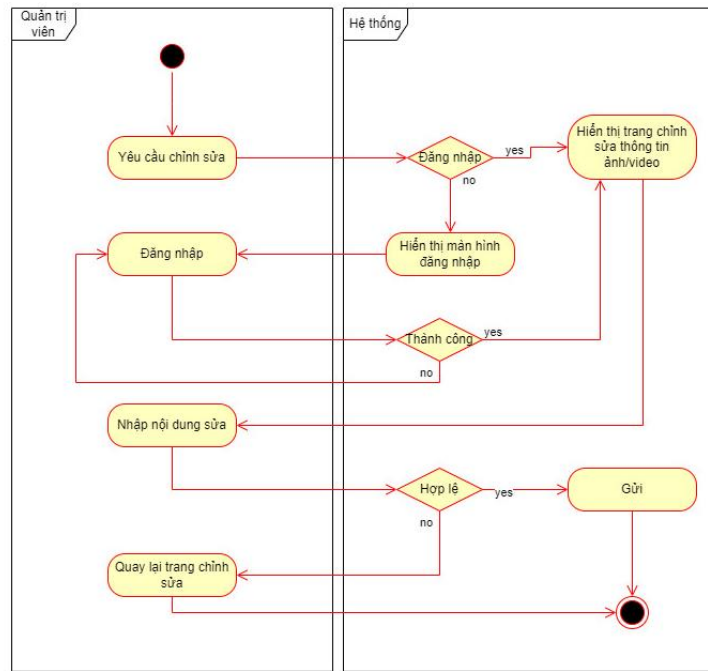 Quản trị
viên
Hệ thống
Yêu cầu chỉnh sửa
Đăng nhập
yes
no
Hiển thị trang chỉnh
sửa thông tin
ảnh/video
Đăng nhập
Hiển thị màn hình
đăng nhập
Thành công
yes
no
Nhập nội dung sửa
Hợp lệ
yes
no
Gửi
Quay lại trang chỉnh
sửa